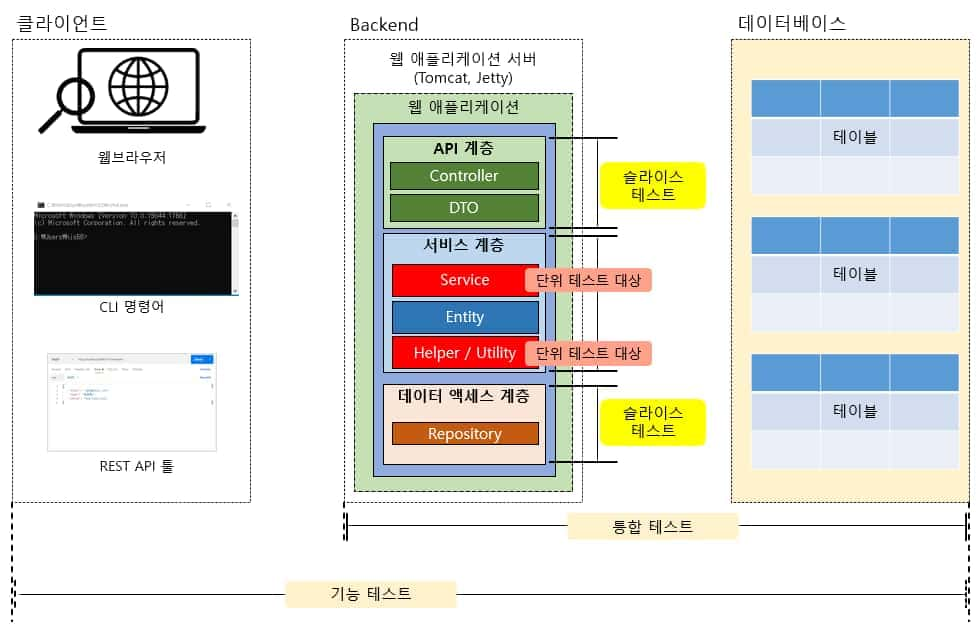 클라이언트
웹브라우저
Microsoft Windows [Version 10.0.19044.1766]
(c) Microsoft Corporation. All rights reserved.
CLI 명령어
REST API 툴
Backend
웹 애플리케이션 서버
(Tomcat, Jetty)
웹 애플리케이션
API 계층
Controller
DTO
슬라이스
테스트
서비스 계층
Service
단위 테스트 대상
Entity
Helper / Utility
단위 테스트 대상
데이터 액세스 계층
Repository
슬라이스
테스트
데이터베이스
테이블
테이블
테이블
통합 테스트
기능 테스트